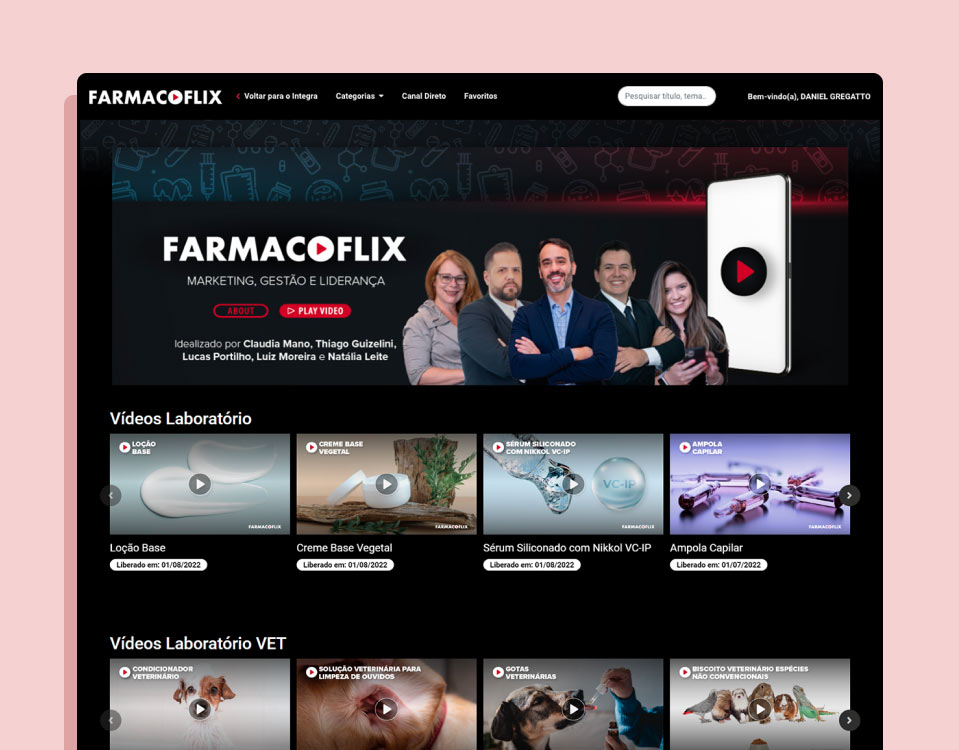 FARMACOFLIX
Voltar para o Integra Categorias Canal Direto Favoritos
Pesquisar título, tema..
Bem-vindo(a), DANIEL GREGATTO
FARMACOFLIX
MARKETING, GESTÃO E LIDERANÇA
ABOUT
PLAY VIDEO
Idealizado por Claudia Mano, Thiago Guizelini,
Lucas Portilho, Luiz Moreira e Natália Leite
Vídeos Laboratório
LOÇÃO
BASE
FARMACOFLIX
CREME BASE
VEGETAL
FARMACOFLIX
SÉRUM SILICONADO
COM NIKKOL VC-IP
VC-IP
FARMACOFLIX
AMPOLA
CAPILAR
FARMACOFLIX
Loção Base
Liberado em: 01/08/2022
Creme Base Vegetal
Liberado em: 01/08/2022
Sérum Siliconado com Nikkol VC-IP
Liberado em: 01/08/2022
Ampola Capilar
Liberado em: 01/07/2022
Vídeos Laboratório VET
CONDICIONADOR
VETERINÁRIO
SOLUÇÃO VETERINÁRIA PARA
LIMPEZA DE OUVIDOS
GOTAS
VETERINÁRIAS
BISCOITO VETERINÁRIO ESPÉCIES
NÃO CONVENCIONAIS